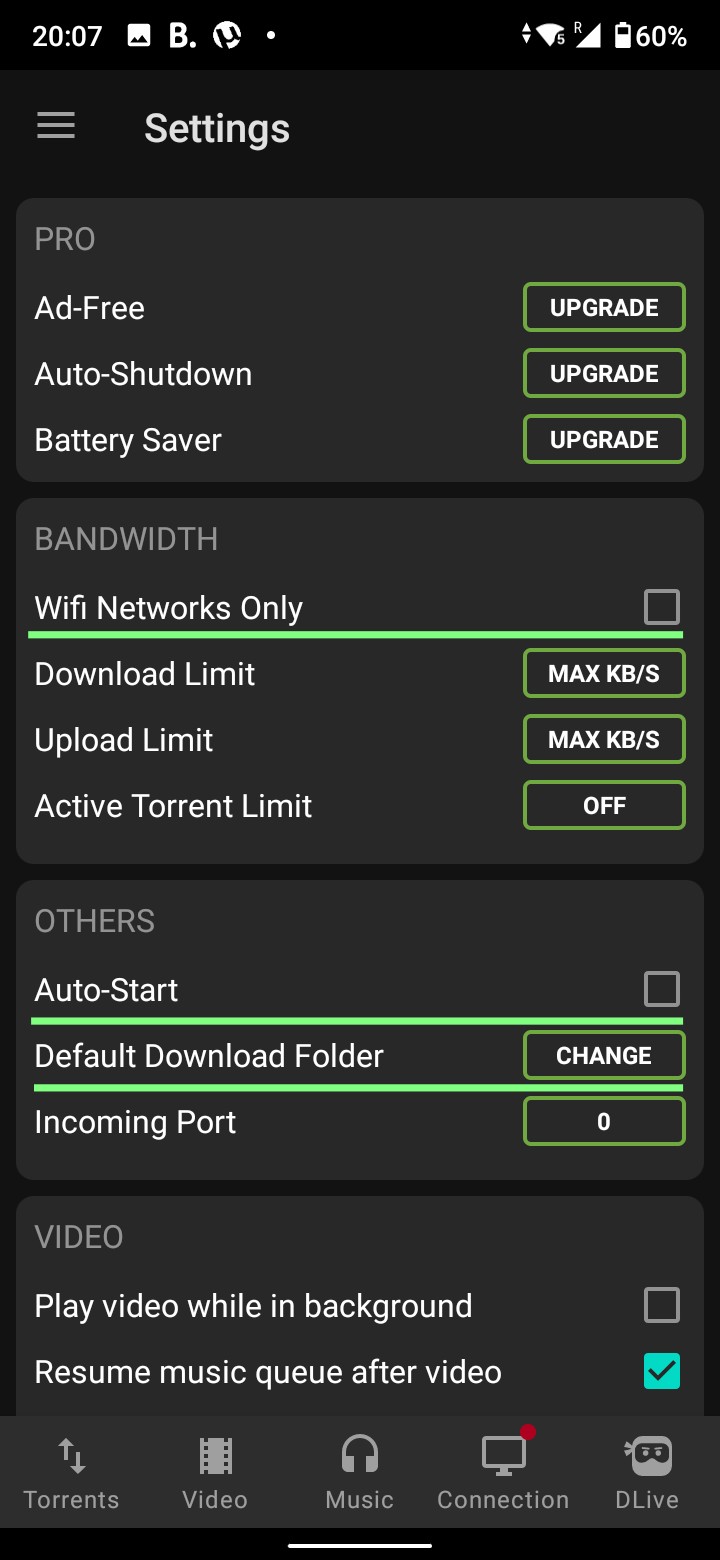 20:07 B. 5 R 60%
Settings
PRO
Ad-Free UPGRADE
Auto-Shutdown UPGRADE
Battery Saver UPGRADE
BANDWIDTH
Wifi Networks Only
Download Limit MAX KB/S
Upload Limit MAX KB/S
Active Torrent Limit OFF
OTHERS
Auto-Start
Default Download Folder CHANGE
Incoming Port 0
VIDEO
Play video while in background
Resume music queue after video
Torrents Video Music Connection DLive